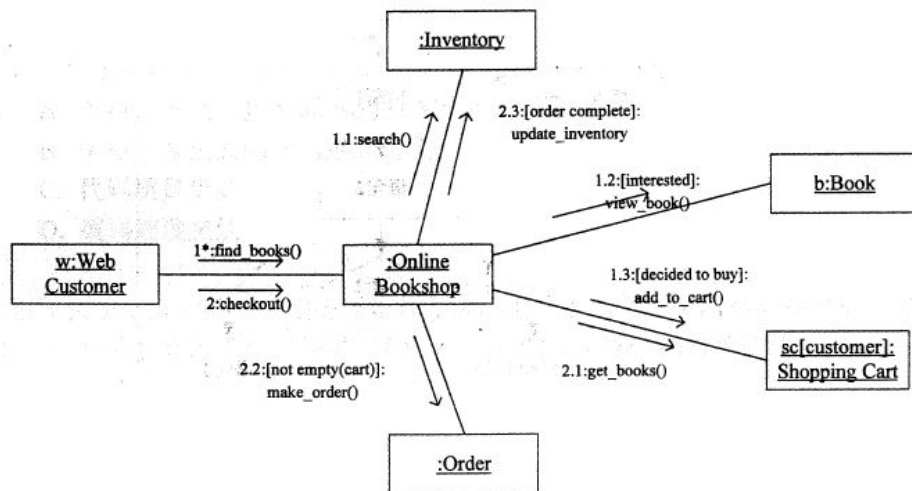 :Inventory
1.1:search()
2.3:[order complete]:
update_inventory
1.2:[interested]:
view_book()
b:Book
w:Web
Customer
1*:find_books()
2:checkout()
:Online
Bookshop
1.3:[decided to buy]:
add_to_cart()
2.1:get_books()
sc[customer]:
Shopping Cart
2.2:[not empty(cart)]:
make_order()
:Order